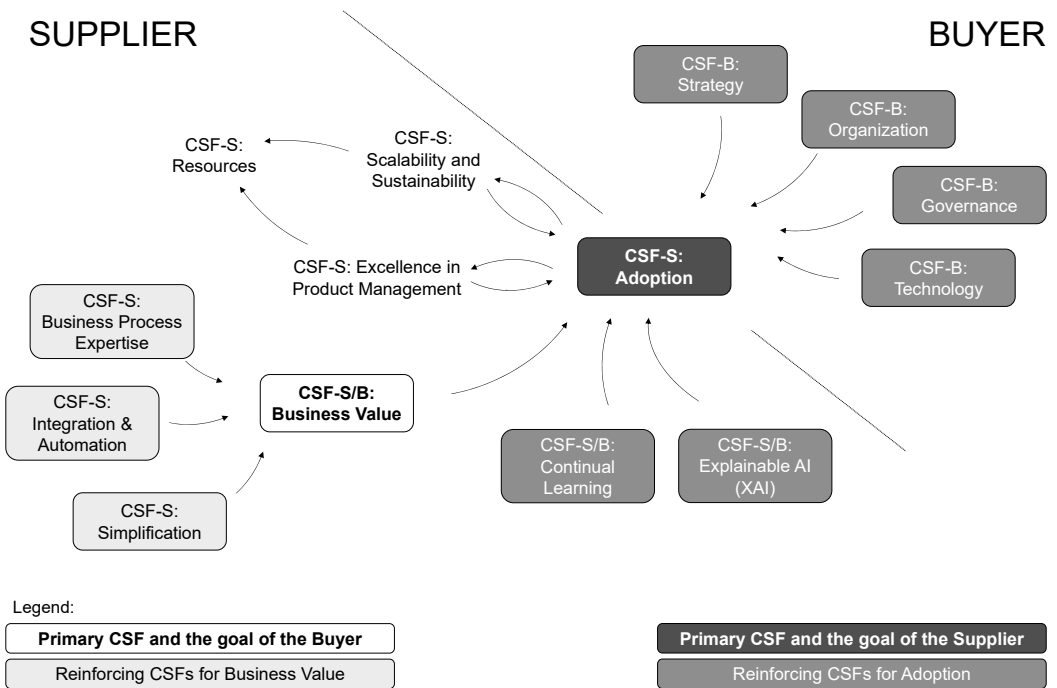 SUPPLIER
BUYER
CSF-B:
Strategy
CSF-B:
Organization
CSF-S:
Resources
CSF-S:
Scalability and
Sustainability
CSF-B:
Governance
CSF-S:
Adoption
CSF-B:
Technology
CSF-S: Excellence in
Product Management
CSF-S:
Business Process
Expertise
CSF-S/B:
Business Value
CSF-S:
Integration &
Automation
CSF-S/B:
Continual
Learning
CSF-S/B:
Explainable AI
(XAI)
CSF-S:
Simplification
Legend:
Primary CSF and the goal of the Buyer
Primary CSF and the goal of the Supplier
Reinforcing CSFs for Business Value
Reinforcing CSFs for Adoption